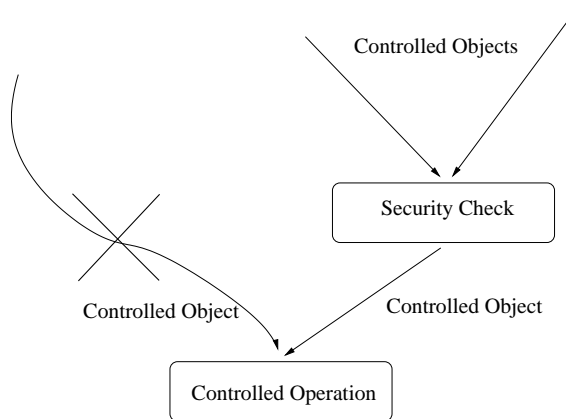 Controlled Objects
Security Check
Controlled Object
Controlled Object
Controlled Operation